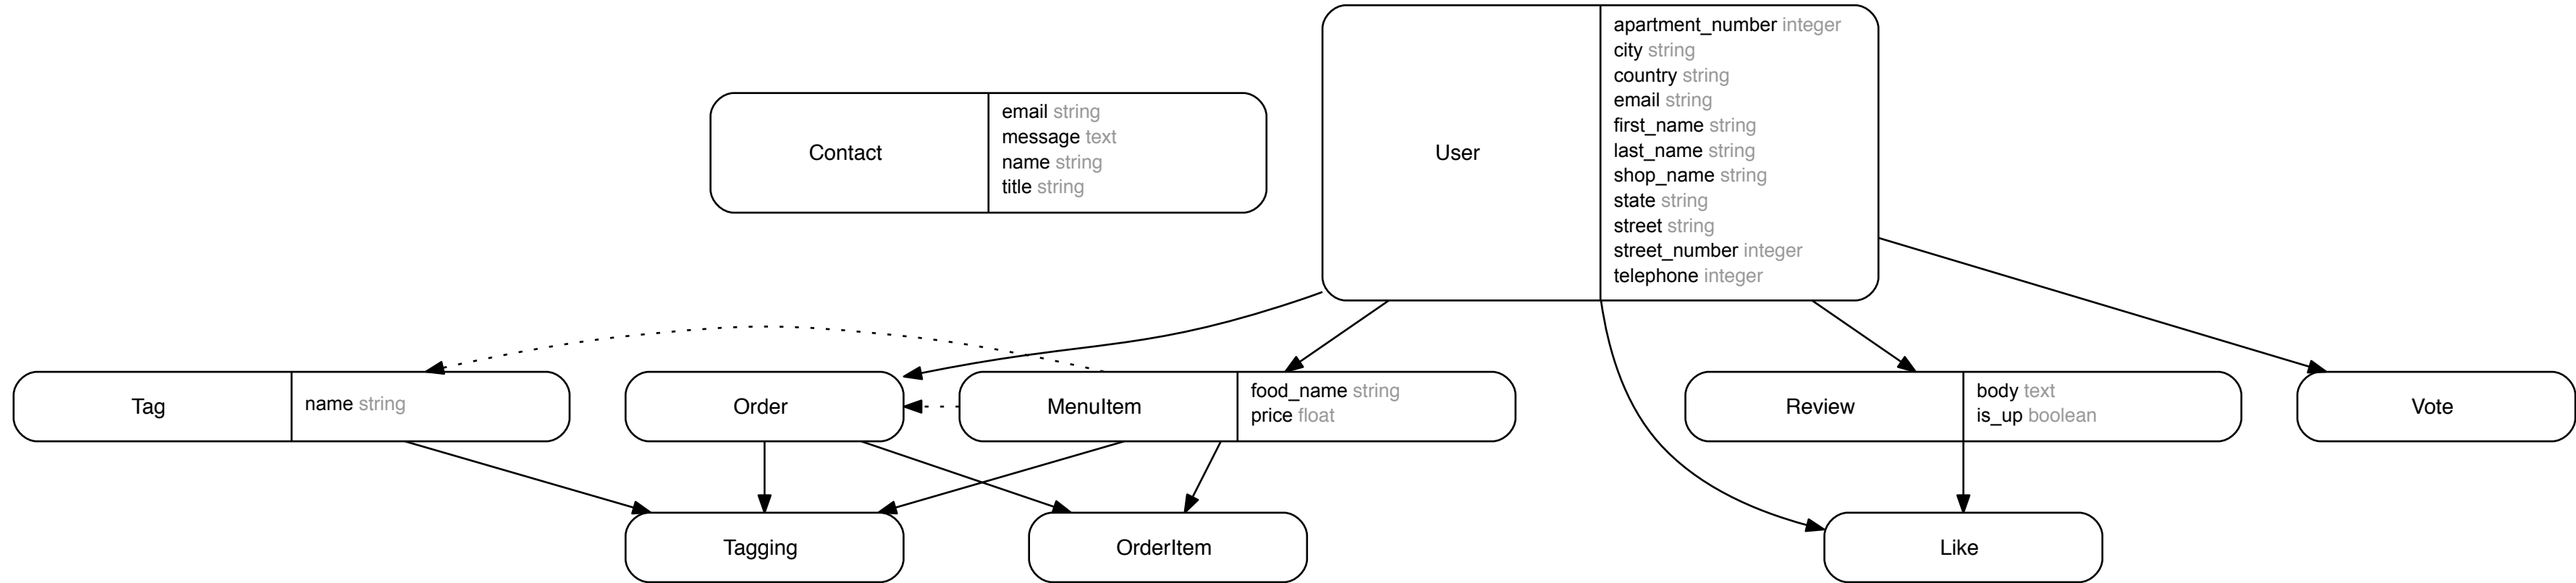 Contact
email string
message text
name string
title string
User
apartment_number integer
city string
country string
email string
first_name string
last_name string
shop_name string
state string
street string
street_number integer
telephone integer
Tag
name string
Order
MenuItem
food_name string
price float
Review
body text
is_up boolean
Vote
Tagging
OrderItem
Like